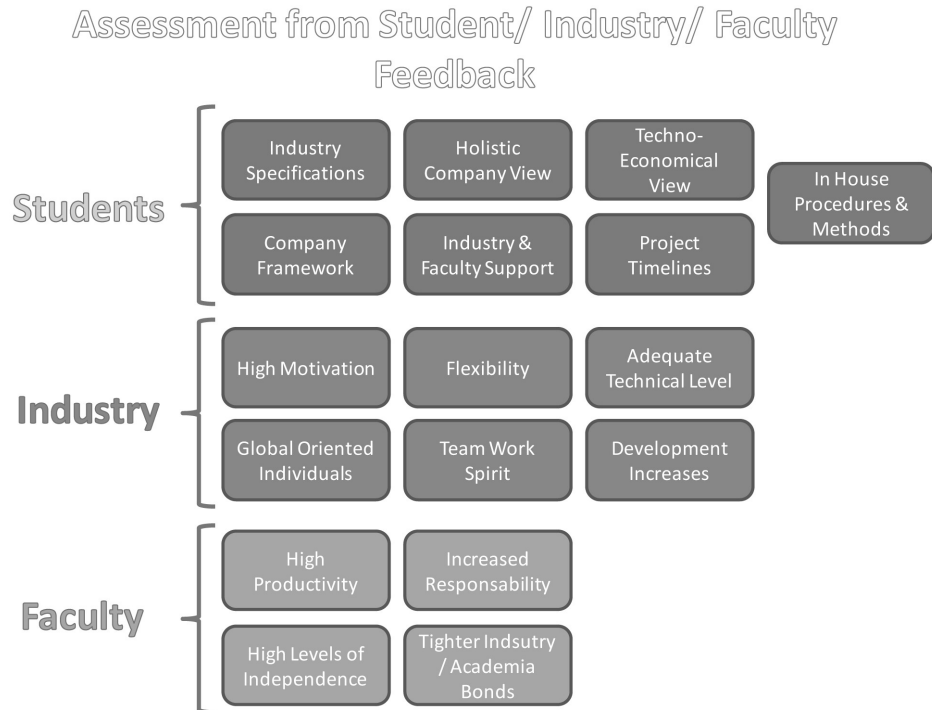 Assessment from Student/ Industry/ Faculty
Feedback
Students
Industry
Specifications
Holistic
Company View
Techno-
Economical
View
In House
Procedures &
Methods
Company
Framework
Industry &
Faculty Support
Project
Timelines
Industry
High Motivation
Flexibility
Adequate
Technical Level
Global Oriented
Individuals
Team Work
Spirit
Development
Increases
Faculty
High
Productivity
Increased
Responsability
High Levels of
Independence
Tighter Indsutry
/ Academia
Bonds